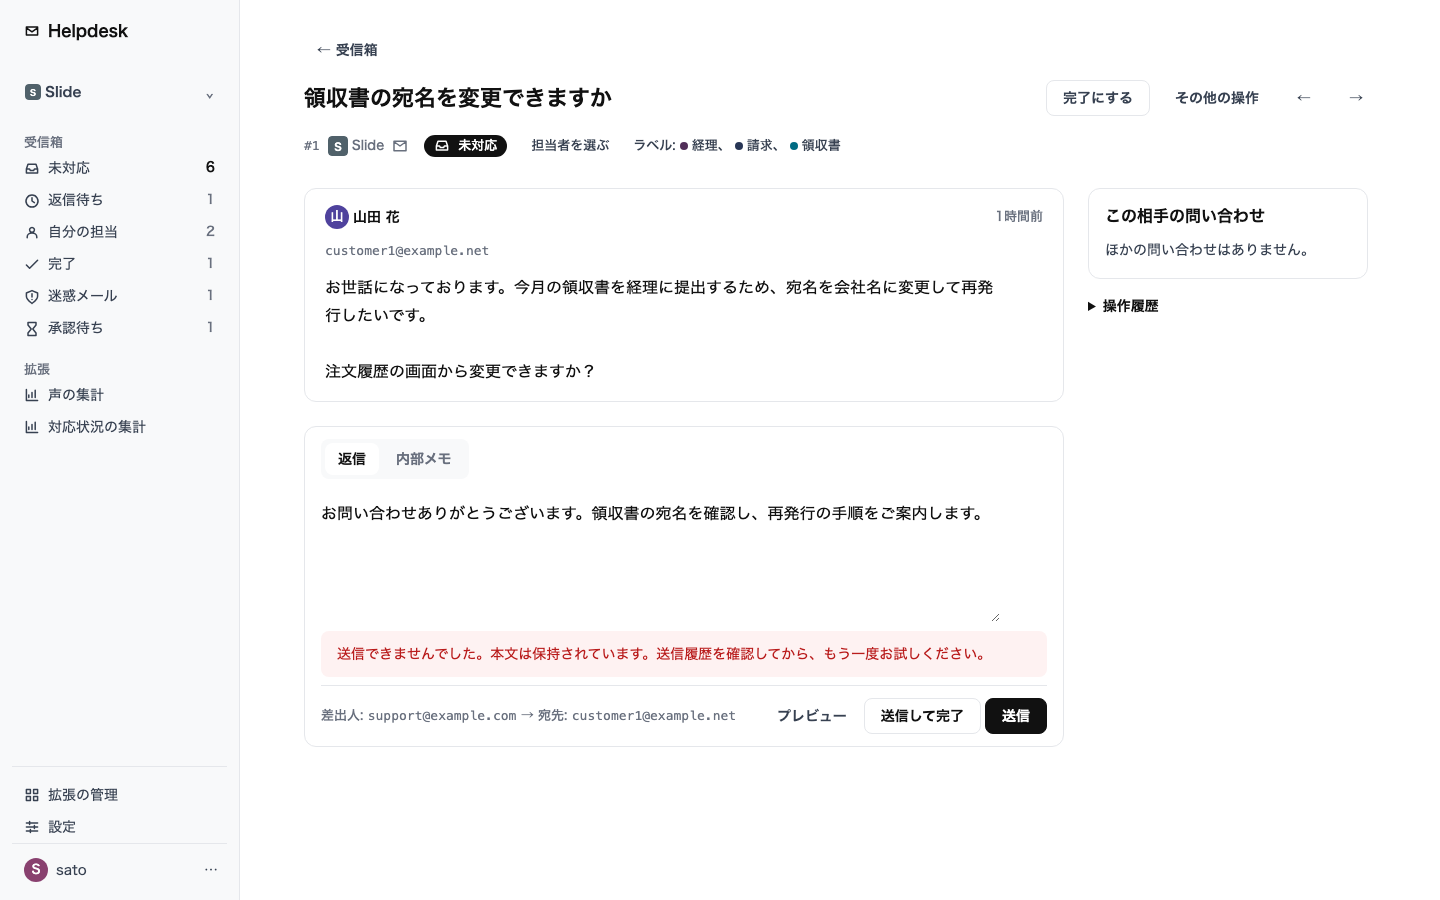 Helpdesk
S Slide
受信箱
未対応 6
返信待ち 1
自分の担当 2
完了 1
迷惑メール 1
承認待ち 1
拡張
声の集計
対応状況の集計
拡張の管理
設定
S sato ...
← 受信箱
領収書の宛名を変更できますか
完了にする その他の操作 ← →
#1 S Slide 未対応 担当者を選ぶ ラベル: 経理、 請求、 領収書
山 山田 花 1時間前
customer1@example.net
お世話になっております。今月の領収書を経理に提出するため、宛名を会社名に変更して再発
行したいです。
注文履歴の画面から変更できますか？
返信 内部メモ
お問い合わせありがとうございます。領収書の宛名を確認し、再発行の手順をご案内します。
送信できませんでした。本文は保持されています。送信履歴を確認してから、もう一度お試しください。
差出人: support@example.com → 宛先: customer1@example.net プレビュー 送信して完了 送信
この相手の問い合わせ
ほかの問い合わせはありません。
▶ 操作履歴